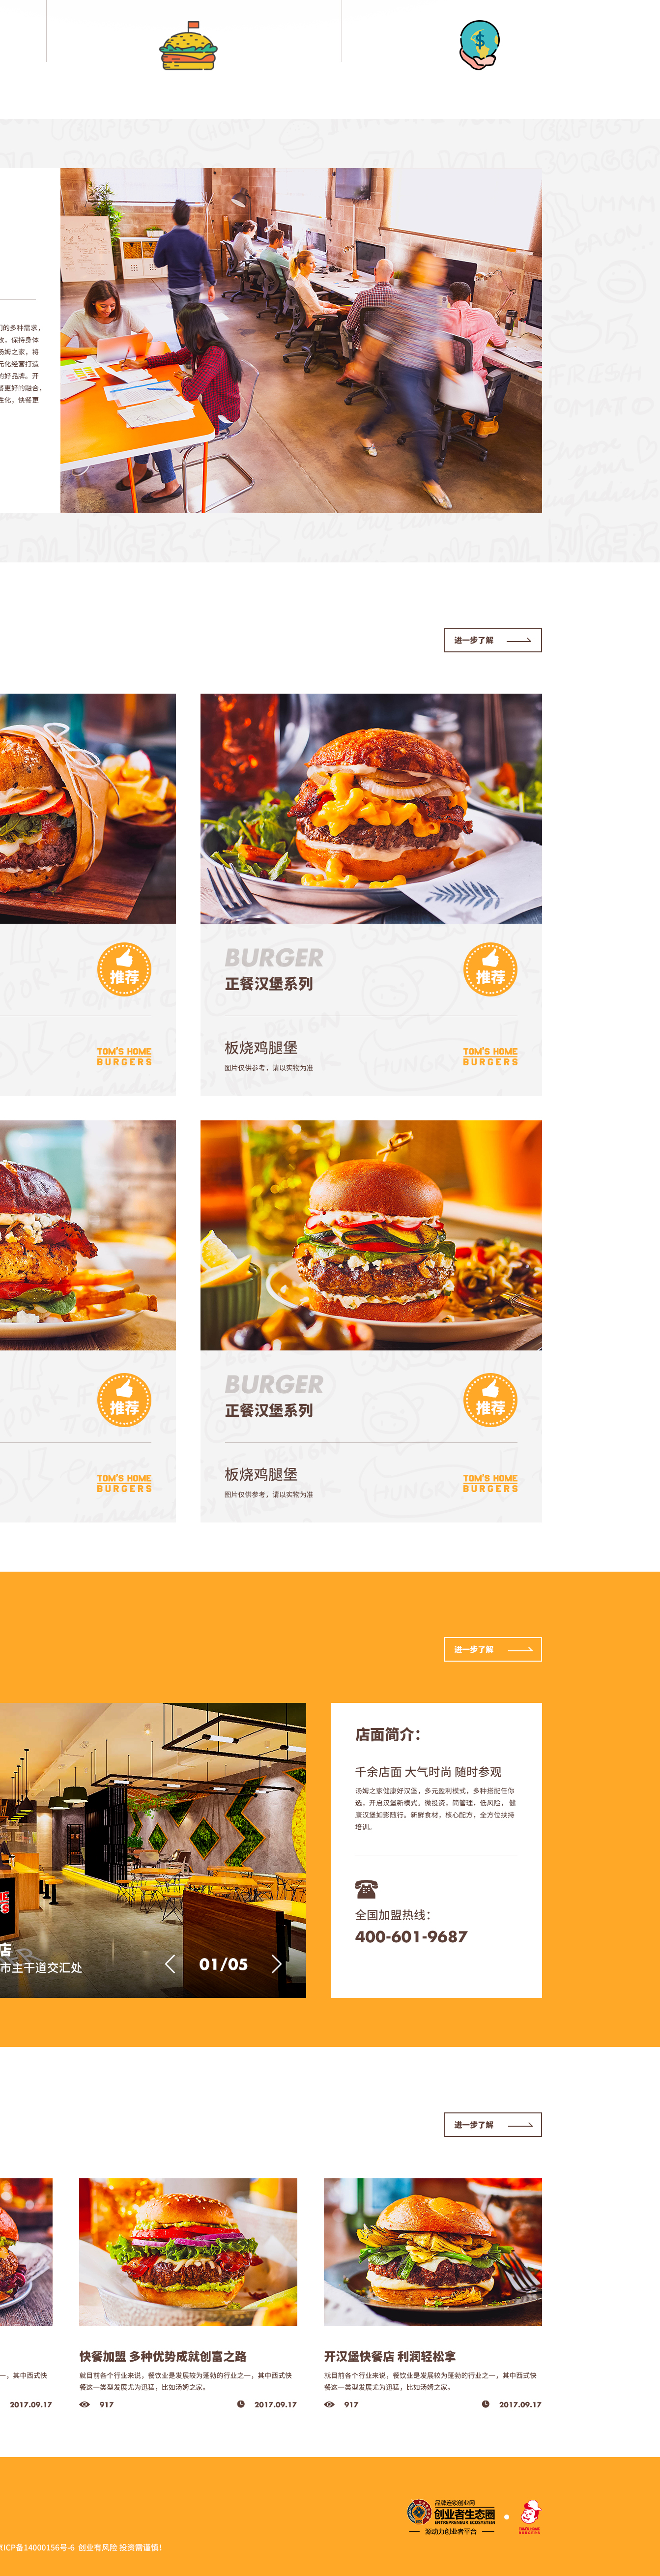 们的多种需求，
攻，保持身体
汤姆之家，将
元化经营打造
的好品牌。开
餐更好的融合，
性化，快餐更
进一步了解
推荐
TOM'S HOME
BURGERS
BURGER
正餐汉堡系列
推荐
板烧鸡腿堡
图片仅供参考，请以实物为准
TOM'S HOME
BURGERS
推荐
TOM'S HOME
BURGERS
BURGER
正餐汉堡系列
推荐
板烧鸡腿堡
图片仅供参考，请以实物为准
TOM'S HOME
BURGERS
进一步了解
店
市主干道交汇处
01/05
店面简介：
千余店面 大气时尚 随时参观
汤姆之家健康好汉堡，多元盈利模式，多种搭配任你
选，开启汉堡新模式。微投资，简管理，低风险， 健
康汉堡如影随行。新鲜食材，核心配方，全方位扶持
培训。
全国加盟热线：
400-601-9687
进一步了解
一，其中西式快
2017.09.17
快餐加盟 多种优势成就创富之路
就目前各个行业来说，餐饮业是发展较为蓬勃的行业之一，其中西式快
餐这一类型发展尤为迅猛，比如汤姆之家。
917
2017.09.17
开汉堡快餐店 利润轻松拿
就目前各个行业来说，餐饮业是发展较为蓬勃的行业之一，其中西式快
餐这一类型发展尤为迅猛，比如汤姆之家。
917
2017.09.17
品牌连锁创业网
创业者生态圈
ENTREPRENEUR ECOSYSTEM
源动力创业者平台
TOM'S HOME
BURGERS
ICP备14000156号-6 创业有风险 投资需谨慎！